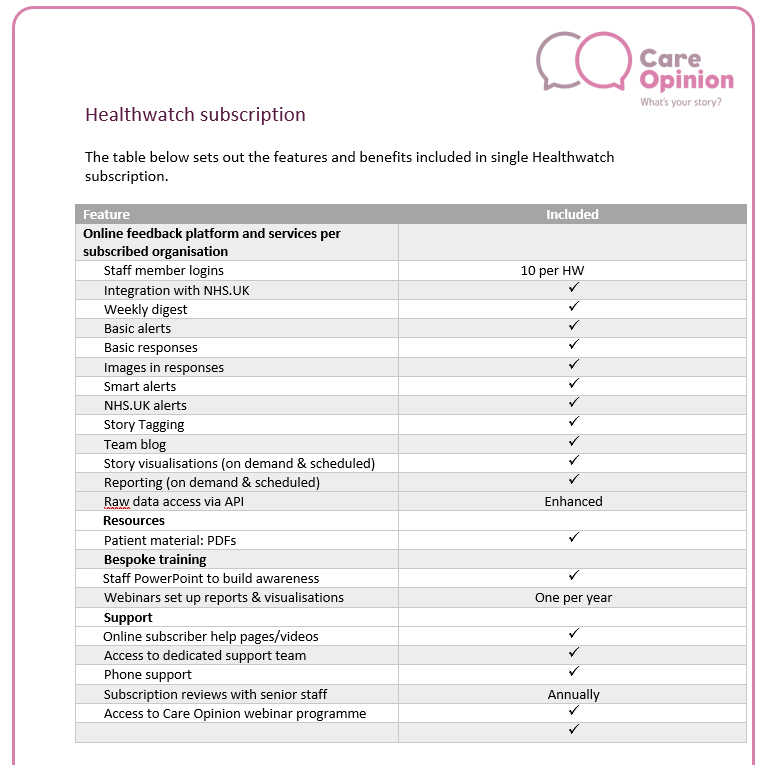 Care
Opinion
What's your story?
Healthwatch subscription
The table below sets out the features and benefits included in single Healthwatch
subscription.
Feature Included
Online feedback platform and services per
subscribed organisation
Staff member logins 10 per HW
Integration with NHS.UK ✓
Weekly digest ✓
Basic alerts ✓
Basic responses ✓
Images in responses ✓
Smart alerts ✓
NHS.UK alerts ✓
Story Tagging ✓
Team blog ✓
Story visualisations (on demand & scheduled) ✓
Reporting (on demand & scheduled) ✓
Raw data access via API Enhanced
Resources
Patient material: PDFs ✓
Bespoke training
Staff PowerPoint to build awareness ✓
Webinars set up reports & visualisations One per year
Support
Online subscriber help pages/videos ✓
Access to dedicated support team ✓
Phone support ✓
Subscription reviews with senior staff Annually
Access to Care Opinion webinar programme ✓
✓